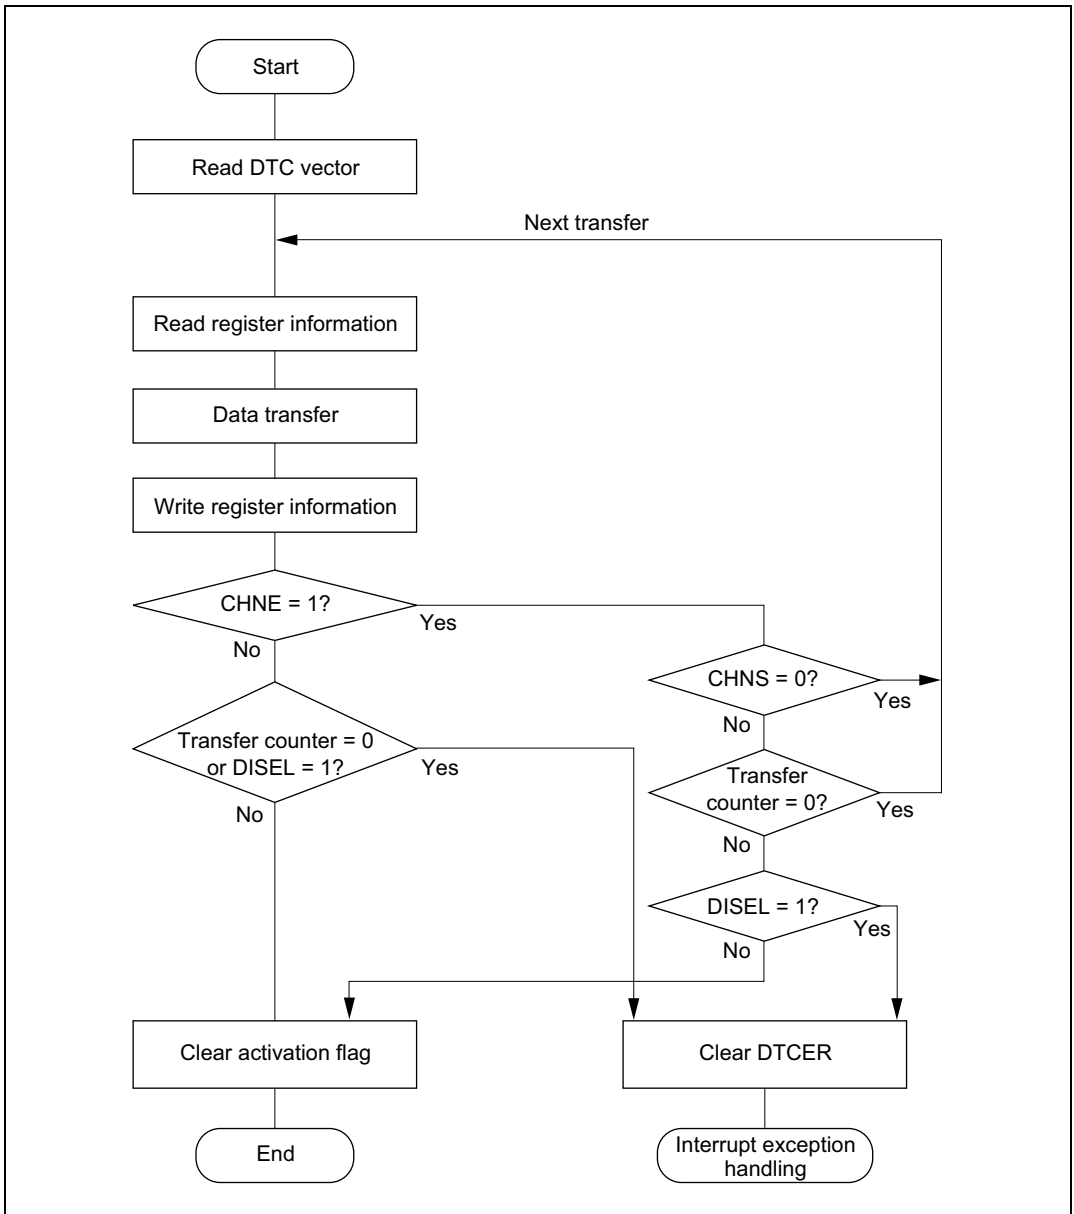 Start
Read DTC vector
Next transfer
Read register information
Data transfer
Write register information
CHNE = 1?
Yes
No
CHNS = 0?
Yes
No
Transfer counter = 0
or DISEL = 1?
Yes
No
Transfer
counter = 0?
Yes
No
DISEL = 1?
Yes
No
Clear activation flag
Clear DTCER
End
Interrupt exception
handling